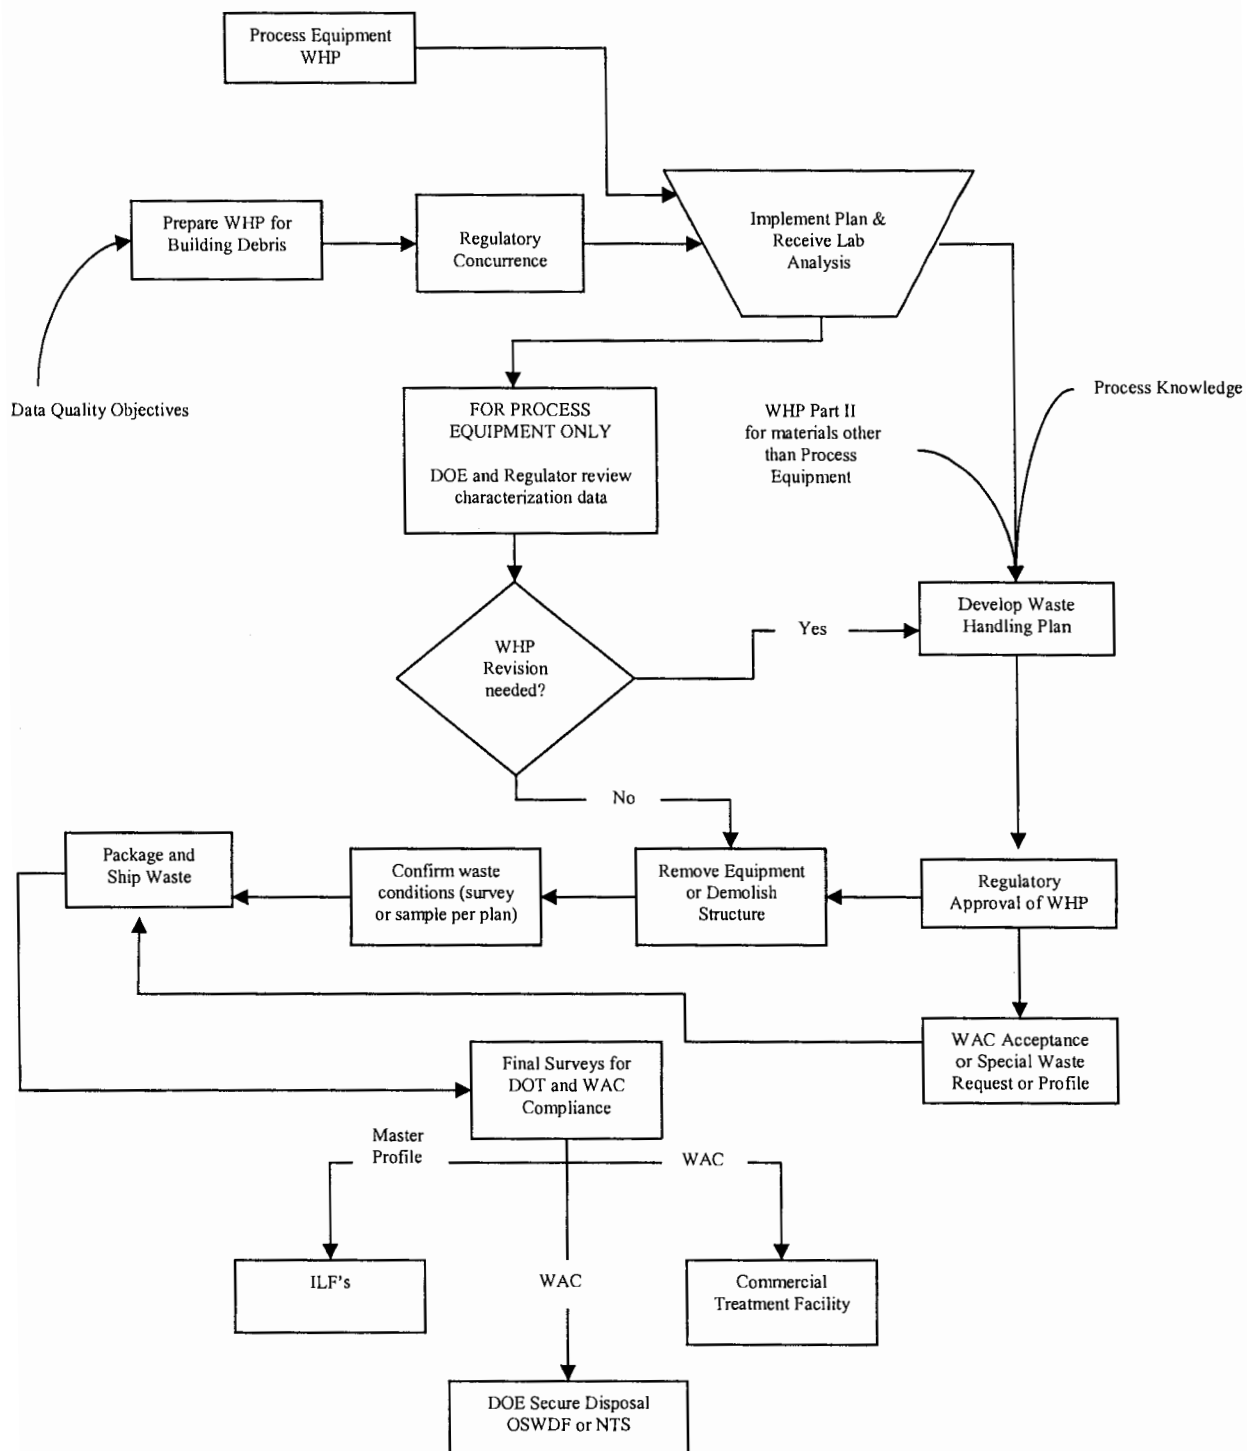 Process Equipment
WHP
Prepare WHP for
Building Debris
Regulatory
Concurrence
Implement Plan &
Receive Lab
Analysis
Data Quality Objectives
FOR PROCESS
EQUIPMENT ONLY
DOE and Regulator review
characterization data
WHP Part II
for materials other
than Process
Equipment
Process Knowledge
WHP
Revision
needed?
Yes
Develop Waste
Handling Plan
No
Package and
Ship Waste
Confirm waste
conditions (survey
or sample per plan)
Remove Equipment
or Demolish
Structure
Regulatory
Approval of WHP
WAC Acceptance
or Special Waste
Request or Profile
Final Surveys for
DOT and WAC
Compliance
Master
Profile
WAC
ILF's
WAC
Commercial
Treatment Facility
DOE Secure Disposal
OSWDF or NTS